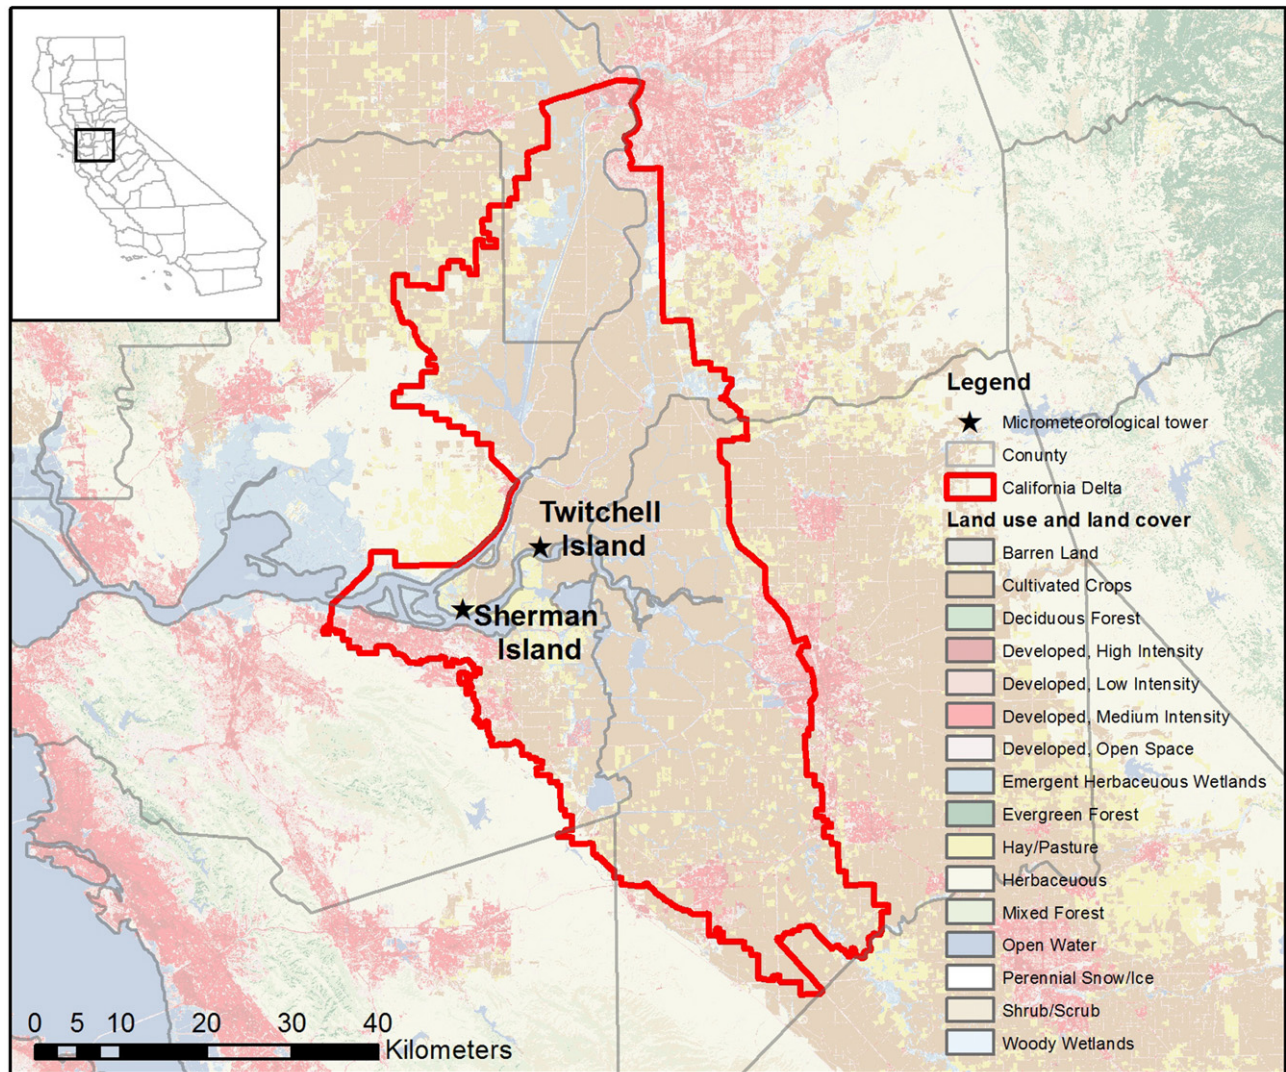 Twitchell
Island
Sherman
Island
Legend
Micrometeorological tower
Conunty
California Delta
Land use and land cover
Barren Land
Cultivated Crops
Deciduous Forest
Developed, High Intensity
Developed, Low Intensity
Developed, Medium Intensity
Developed, Open Space
Emergent Herbaceuous Wetlands
Evergreen Forest
Hay/Pasture
Herbaceous
Mixed Forest
Open Water
Perennial Snow/Ice
Shrub/Scrub
Woody Wetlands
0 5 10 20 30 40
Kilometers